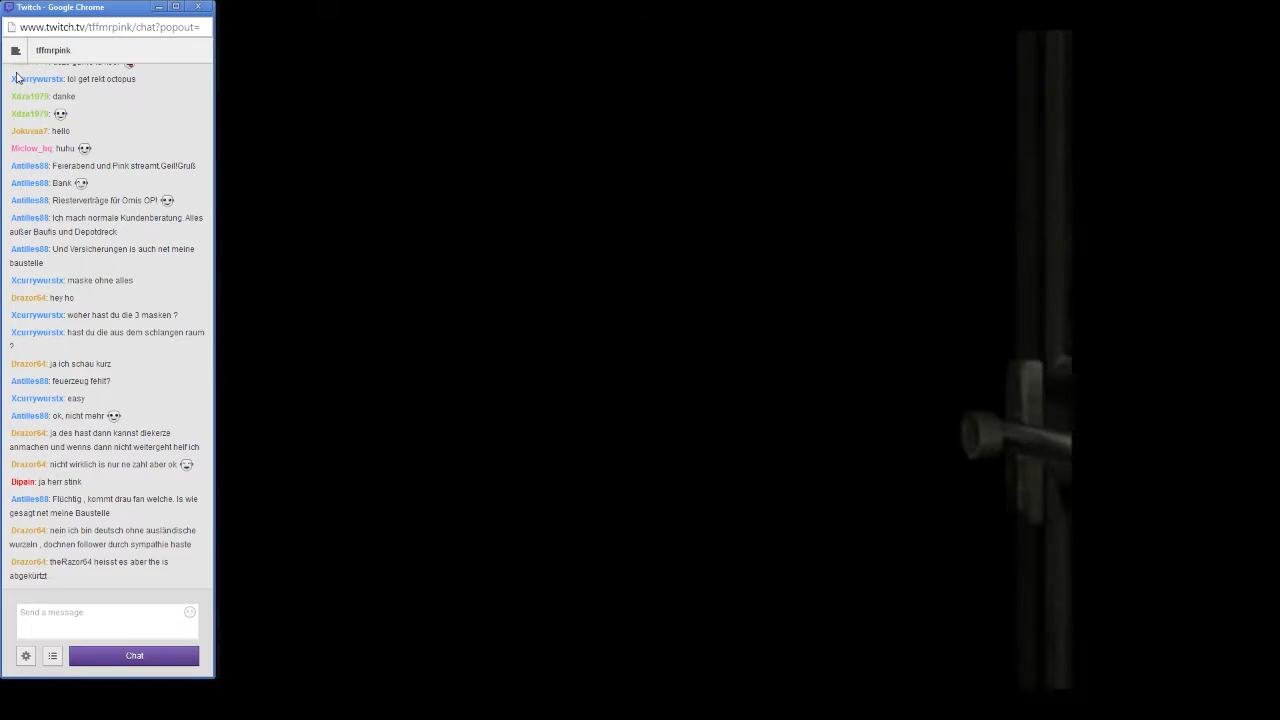 Twitch - Google Chrome
www.twitch.tv/tffmrpink/chat?popout=
tffmrpink
Xcurrywurstx: lol get rekt octopus
Xdza1979: danke
Xdza1979:
Jokuvaa7: hello
Miclow_hq: huhu
Antilles88: Feierabend und Pink streamt.Geil!Gruß
Antilles88: Bank
Antilles88: Riesterverträge für Omis OP!
Antilles88: Ich mach normale Kundenberatung. Alles
außer Baufis und Depotdreck
Antilles88: Und Versicherungen is auch net meine
baustelle
Xcurrywurstx: maske ohne alles
Drazor64: hey ho
Xcurrywurstx: woher hast du die 3 masken ?
Xcurrywurstx: hast du die aus dem schlangen raum
?
Drazor64: ja ich schau kurz
Antilles88: feuerzeug fehlt?
Xcurrywurstx: easy
Antilles88: ok, nicht mehr
Drazor64: ja des hast dann kannst diekerze
anmachen und wenns dann nicht weitergeht helf ich
Drazor64: nicht wirklich is nur ne zahl aber ok
Dipain: ja herr stink
Antilles88: Flüchtig , kommt drau fan welche. Is wie
gesagt net meine Baustelle
Drazor64: nein ich bin deutsch ohne ausländische
wurzeln , dochnen follower durch sympathie haste
Drazor64: theRazor64 heisst es aber the is
abgekürtzt
Send a message
Chat